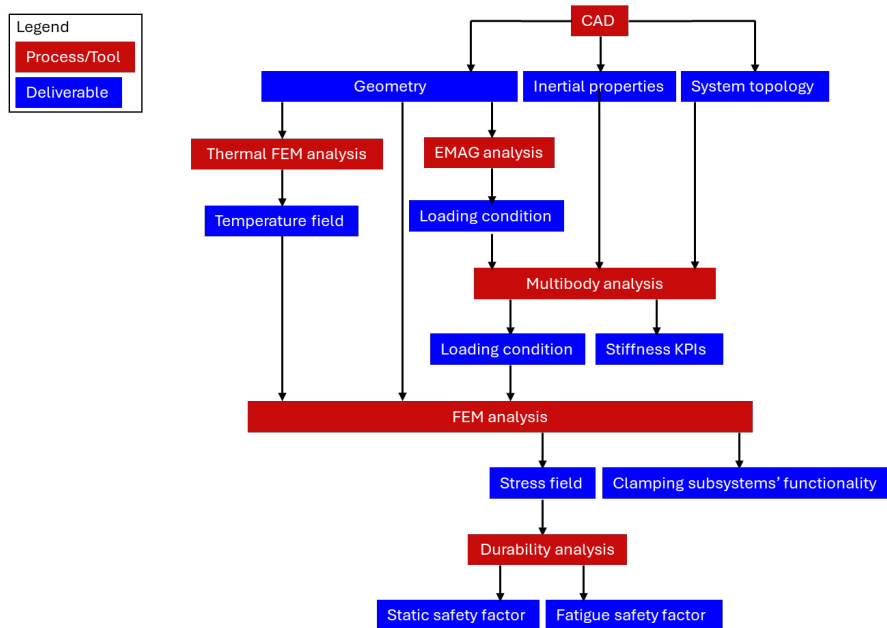 Legend
Process/Tool
Deliverable
CAD
Geometry
Inertial properties
System topology
Thermal FEM analysis
EMAG analysis
Temperature field
Loading condition
Multibody analysis
Loading condition
Stiffness KPIs
FEM analysis
Stress field
Clamping subsystems’ functionality
Durability analysis
Static safety factor
Fatigue safety factor